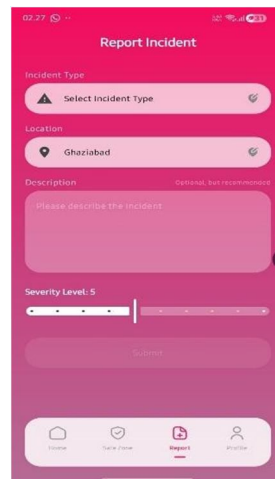 02.27
Report Incident
Incident Type
Select Incident Type
Location
Ghaziabad
Description
Optional, but recommended
Please describe the incident
Severity Level: 5
Submit
Home
Safe Zone
Report
Profile